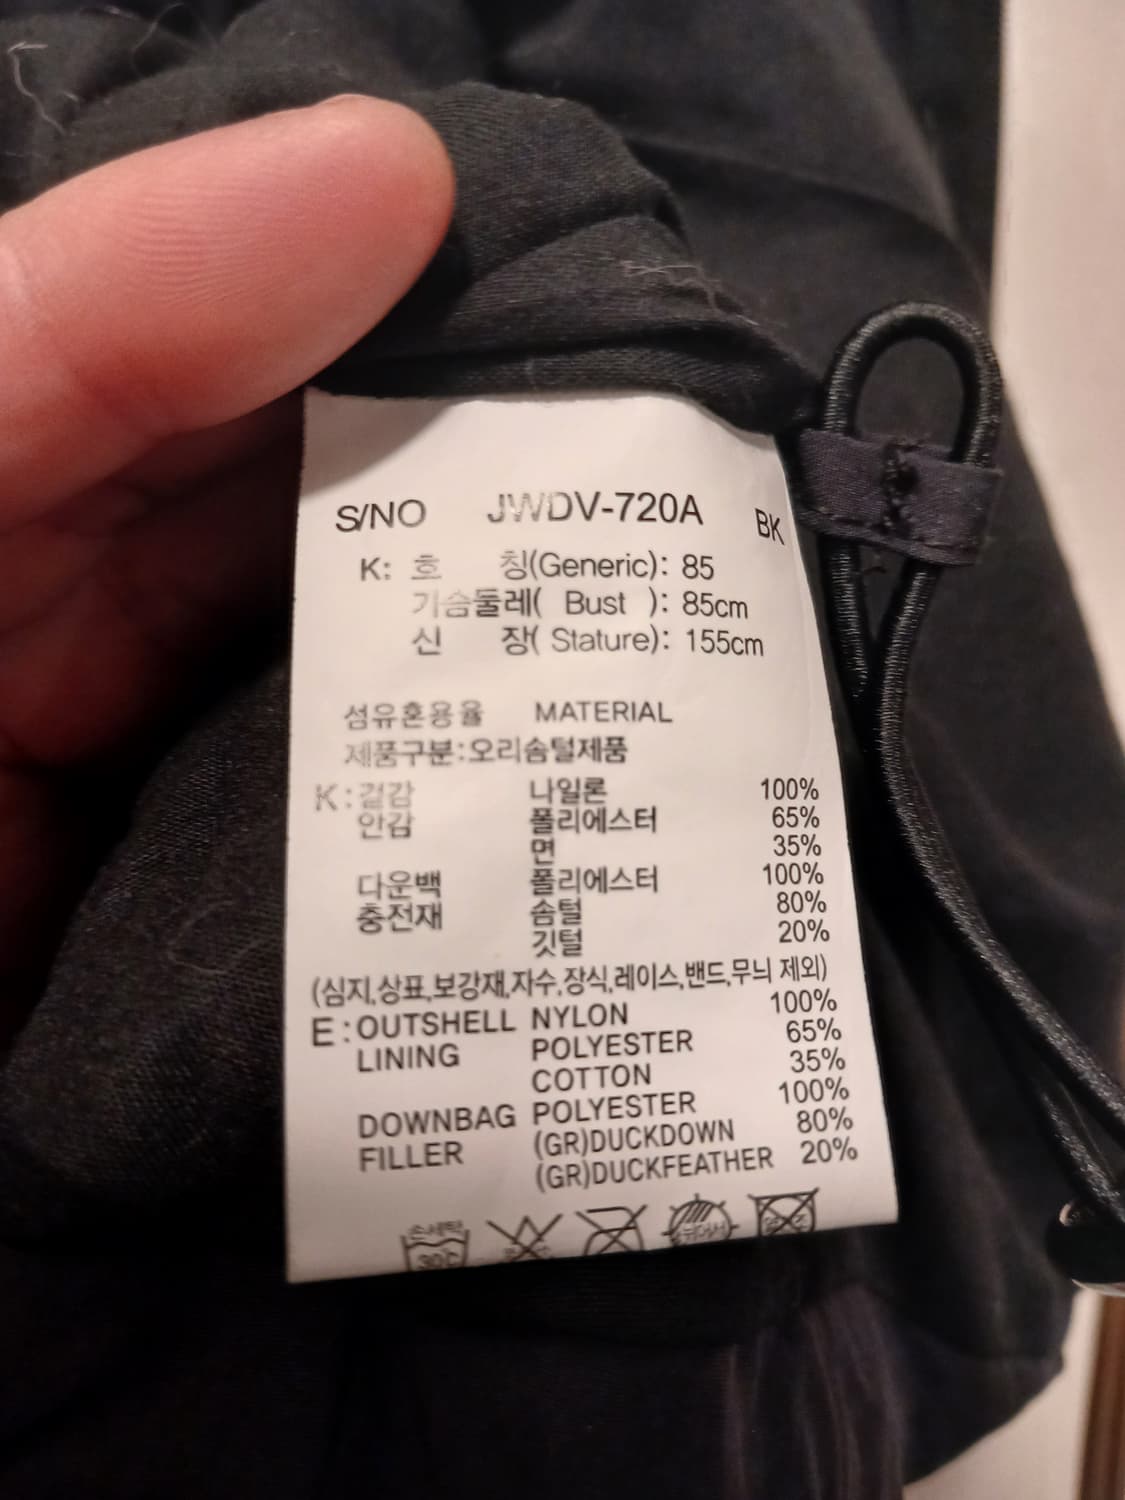 S/NO JWDV-720A BK
K: 호 칭(Generic): 85
가슴둘레( Bust ): 85cm
신 장( Stature): 155cm
섬유혼용율 MATERIAL
제품구분:오리솜털제품
K:겉감 나일론 100%
안감 폴리에스터 65%
면 35%
다운백 폴리에스터 100%
충전재 솜털 80%
깃털 20%
(심지,상표,보강재,자수,장식,레이스,밴드,무늬 제외)
E:OUTSHELL NYLON 100%
LINING POLYESTER 65%
COTTON 35%
DOWNBAG POLYESTER 100%
FILLER (GR)DUCKDOWN 80%
(GR)DUCKFEATHER 20%
손세탁
30℃